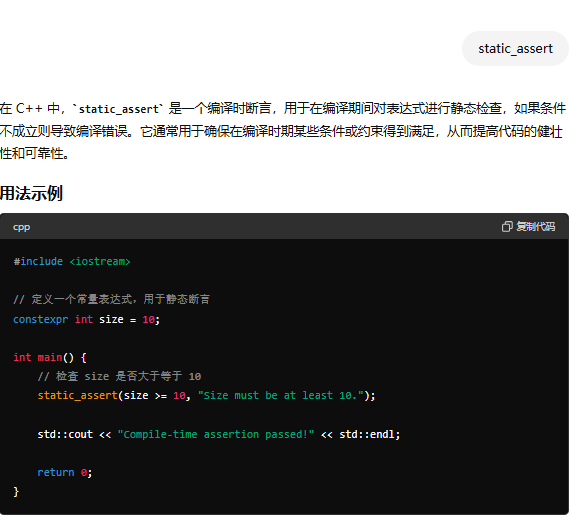 static_assert
在 C++ 中，`static_assert` 是一个编译时断言，用于在编译期间对表达式进行静态检查，如果条件
不成立则导致编译错误。它通常用于确保在编译时期某些条件或约束得到满足，从而提高代码的健壮
性和可靠性。
用法示例
cpp 复制代码
#include <iostream>
// 定义一个常量表达式，用于静态断言
constexpr int size = 10;
int main() {
// 检查 size 是否大于等于 10
static_assert(size >= 10, "Size must be at least 10.");
std::cout << "Compile-time assertion passed!" << std::endl;
return 0;
}